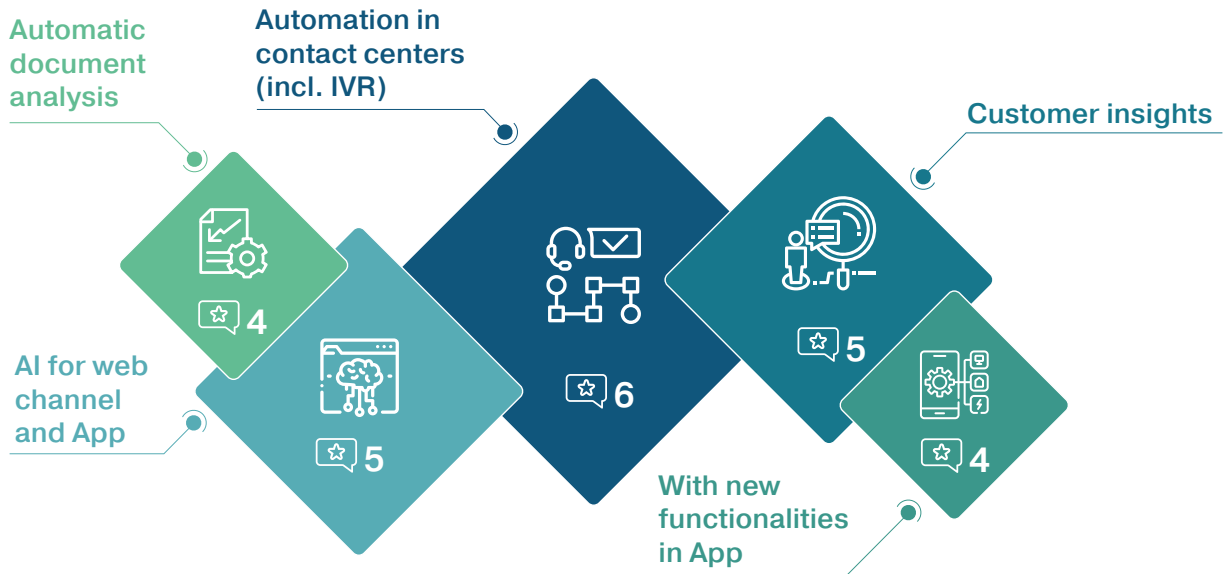 Automatic
document
analysis
4
AI for web
channel
and App
5
Automation in
contact centers
(incl. IVR)
6
Customer insights
5
With new
functionalities
in App
4